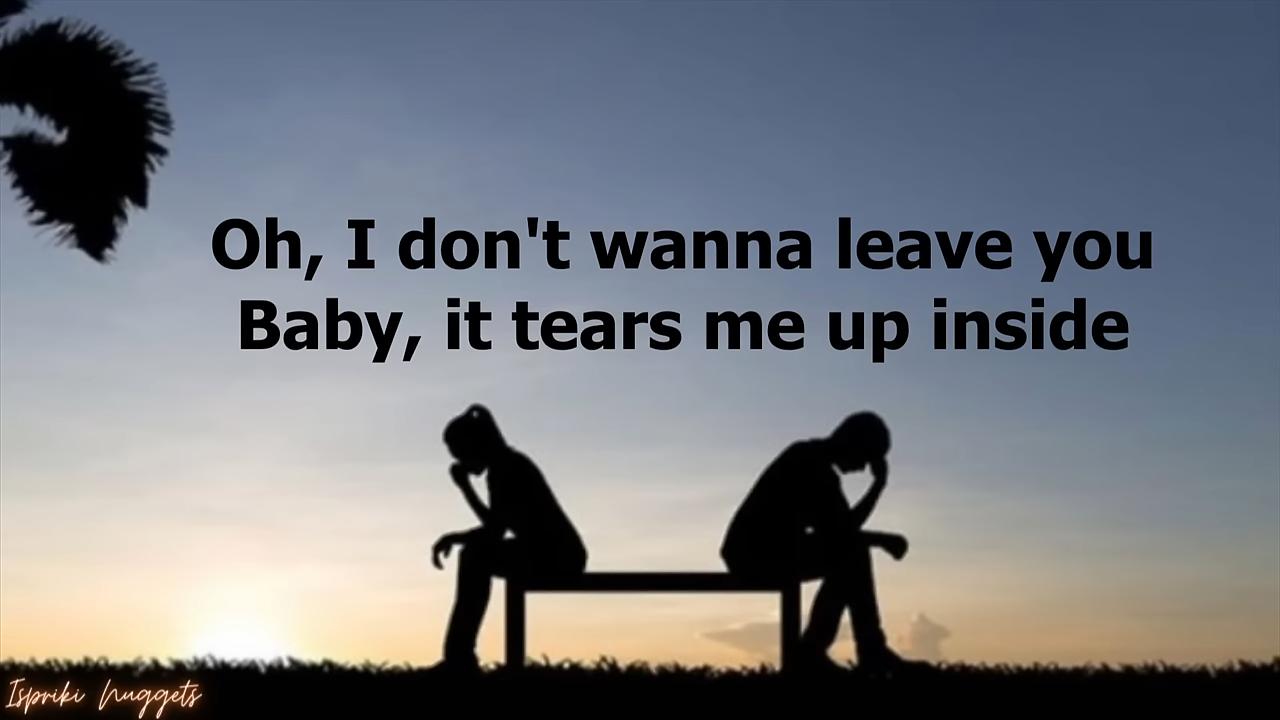 Oh, I don't wanna leave you
Baby, it tears me up inside
Ispriki Nuggets